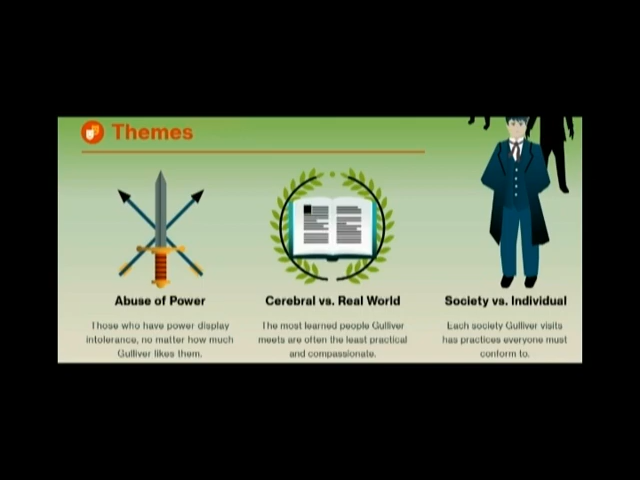 Themes
Abuse of Power
Those who have power display
intolerance, no matter how much
Gulliver likes them.
Cerebral vs. Real World
The most learned people Gulliver
meets are often the least practical
and compassionate.
Society vs. Individual
Each society Gulliver visits
has practices everyone must
conform to.